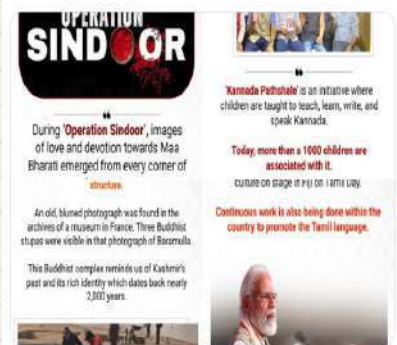 OPERATION
SINDOOR
During 'Operation Sindoor', images
of love and devotion towards Maa
Bharati emerged from every corner of
structure.
An old, blurred photograph was found in the
archives of a museum in France. Three Buddhist
stupas were visible in that photograph of Baramulla.
This Buddhist complex reminds us of Kashmir's
past and its rich identity which dates back nearly
2,000 years.
'Kannada Pathshale' is an initiative where
children are taught to teach, learn, write, and
speak Kannada.
Today, more than a 1000 children are
associated with it.
culture on stage in Fiji on Tamil Day.
Continuous work is also being done within the
country to promote the Tamil language.